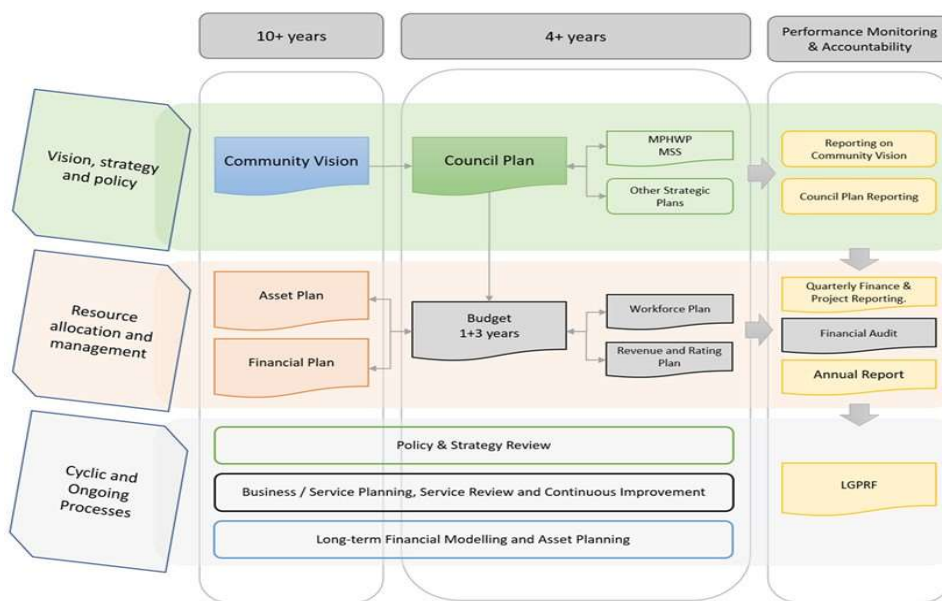 10+ years
4+ years
Performance Monitoring
& Accountability
Vision, strategy
and policy
Community Vision
Council Plan
MPHWP
MSS
Other Strategic
Plans
Reporting on
Community Vision
Council Plan Reporting
Resource
allocation and
management
Asset Plan
Financial Plan
Budget
1+3 years
Workforce Plan
Revenue and Rating
Plan
Quarterly Finance &
Project Reporting.
Financial Audit
Annual Report
Cyclic and
Ongoing
Processes
Policy & Strategy Review
Business / Service Planning, Service Review and Continuous Improvement
Long-term Financial Modelling and Asset Planning
LGPRF